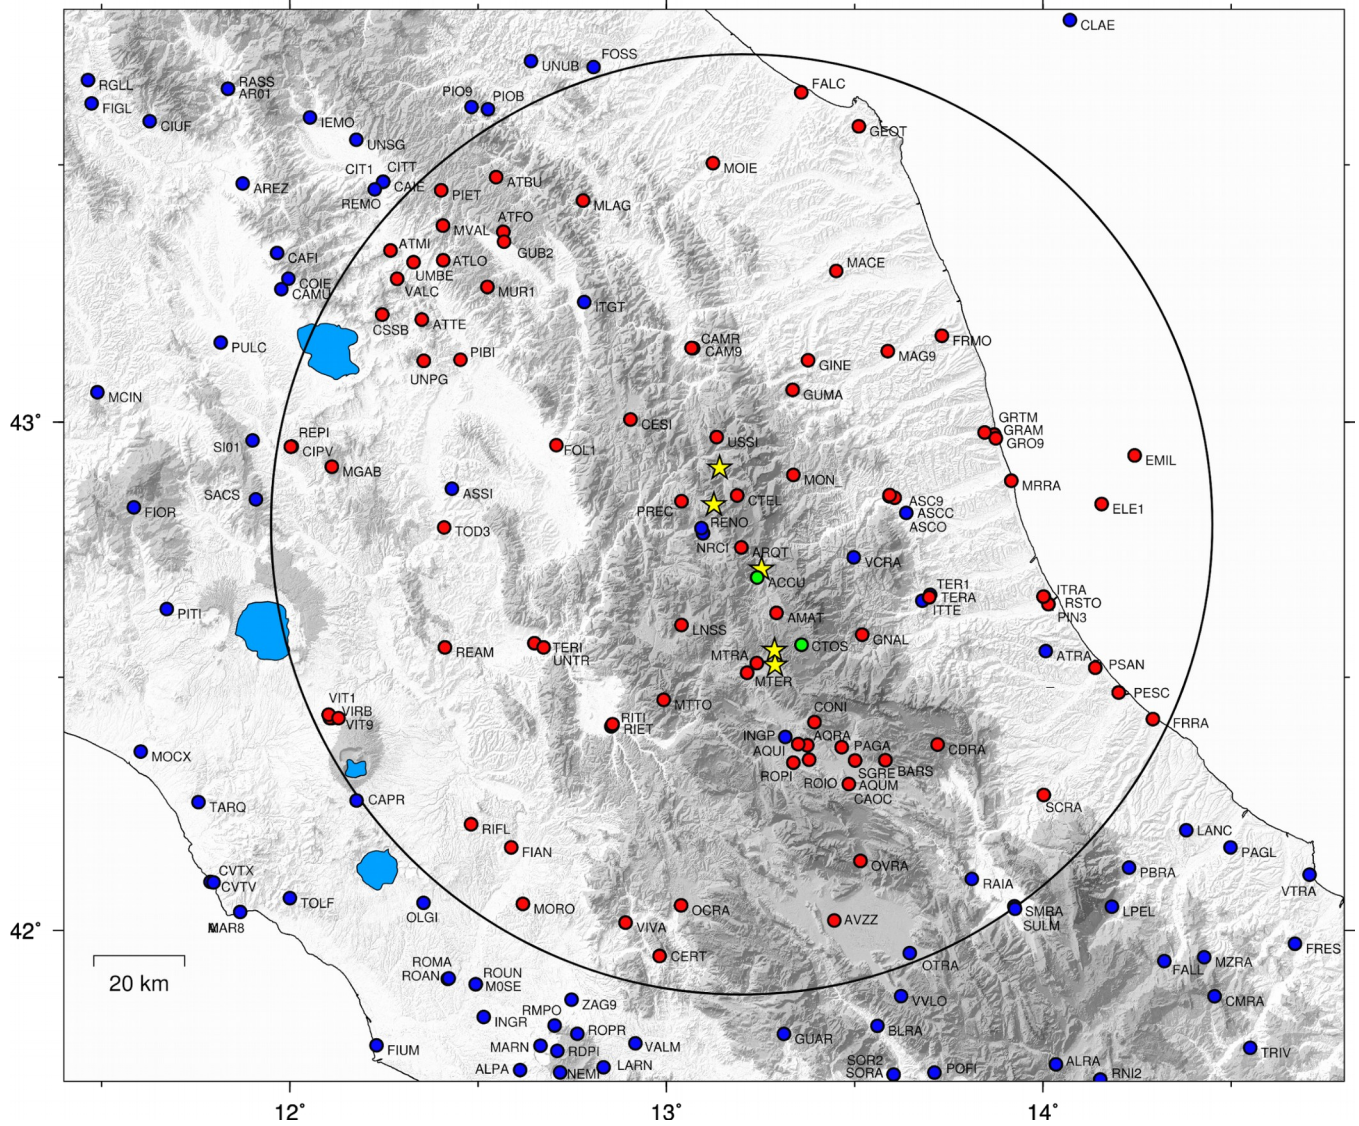 CLAE
FOSS
UNUB
RGLL
RASS
AR01
FALC
FIGL
PIO9
PIOB
CIUF
IEMO
GEOT
UNSG
CIT1
CITT
MOIE
AREZ
CAIE
REMO
PIET
ATBU
MLAG
ATFO
MVAL
ATMI
GUB2
CAFI
ATLO
UMBE
MACE
COIE
CAMU
VALC
MUR1
ITGT
CSSB
ATTE
FRMO
PULC
CAMR
CAM9
PIBI
MAG9
UNPG
GINE
MCIN
GUMA
43°
CESI
GRTM
GRAM
GRO9
REPI
SI01
CIPV
FOL1
USSI
EMIL
MGAB
MON_
MRRA
SACS
ASSI
CTEL
ASC9
FIOR
PREC
ELE1
ASCC
RENO
ASCO
TOD3
NRCI
ARQT
VCRA
ACCU
TER1
ITRA
TERA
RSTO
PITI
ITTE
PIN3
AMAT
LNSS
GNAL
REAM
TERI
CTOS
UNTR
MTRA
ATRA
PSAN
MTER
_
PESC
VIT1
MTTO
VIRB
CONI
VIT9
RITI
RIET
FRRA
INGP
AQRA
MOCX
AQUI
PAGA
CDRA
SGRE
BARS
ROPI
ROIO
AQUM
CAPR
CAOC
TARQ
SCRA
RIFL
LANC
FIAN
PAGL
OVRA
CVTX
PBRA
CVTV
RAIA
VTRA
TOLF
MORO
OCRA
OLGI
SMBA
LPEL
MAR8
AVZZ
SULM
42°
VIVA
FRES
CERT
OTRA
ROMA
FALL
MZRA
ROAN
ROUN
M0SE
20 km
VVLO
CMRA
ZAG9
RMPO
INGR
BLRA
ROPR
GUAR
MARN
VALM
FIUM
RDPI
TRIV
SOR2
ALRA
ALPA
NEMI
LARN
SORA
POFI
RNI2
12°
13°
14°